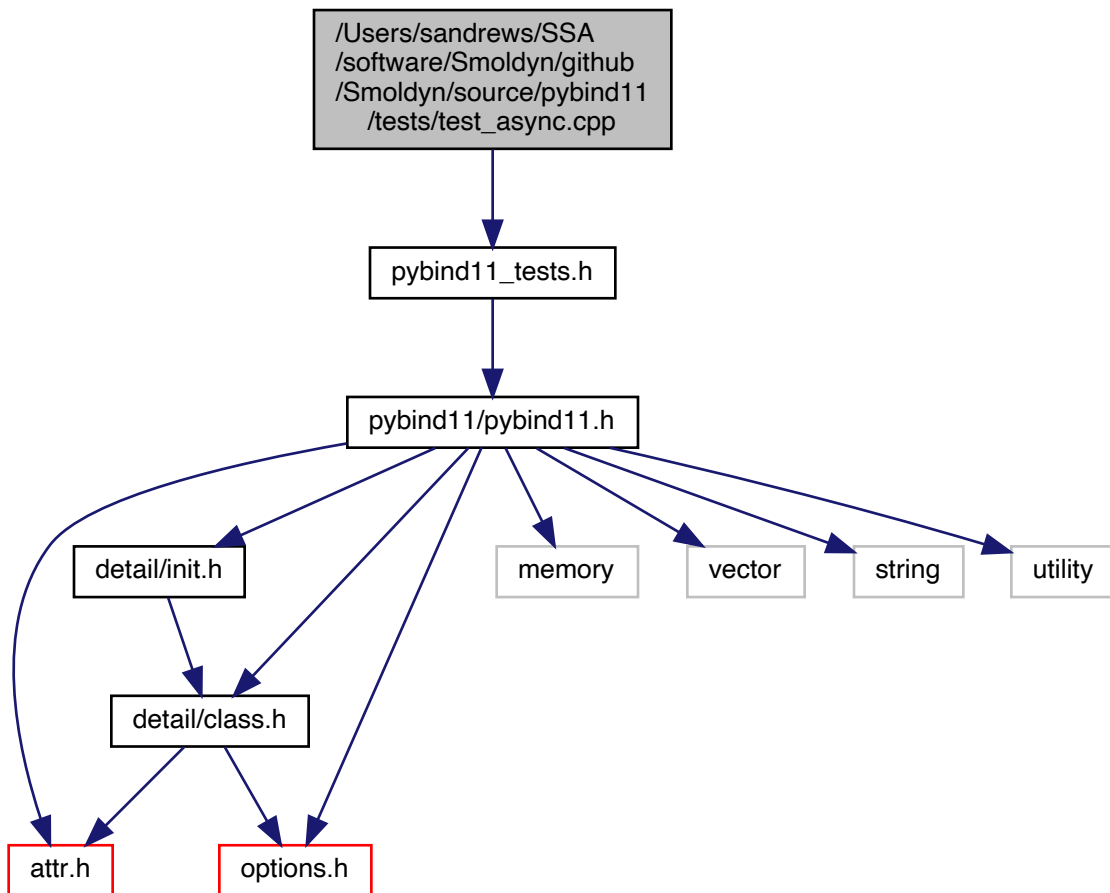 /Users/sandrews/SSA
/software/Smoldyn/github
/Smoldyn/source/pybind11
/tests/test_async.cpp
pybind11_tests.h
pybind11/pybind11.h
detail/init.h
memory
vector
string
utility
detail/class.h
attr.h
options.h